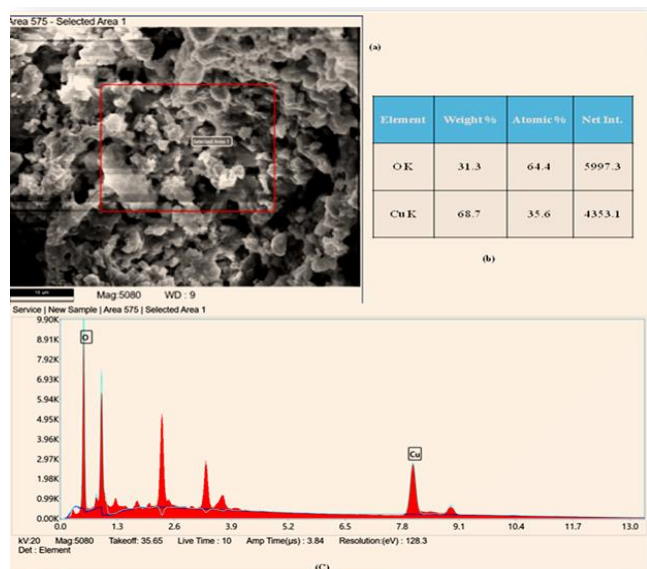 Area 575 - Selected Area 1
(a)
Selected Area 1
10 µm
Mag:5080 WD : 9
Element Weight % Atomic % Net Int.
O K 31.3 64.4 5997.3
Cu K 68.7 35.6 4353.1
(b)
Service | New Sample | Area 575 | Selected Area 1
9.90K
8.91K
7.92K
6.93K
5.94K
4.95K
3.96K
2.97K
1.98K
0.99K
0.00K
O
Cu
0.0 1.3 2.6 3.9 5.2 6.5 7.8 9.1 10.4 11.7 13.0
kV:20 Mag:5080 Takeoff: 35.65 Live Time : 10 Amp Time(µs) : 3.84 Resolution:(eV) : 128.3
Det : Element
(C)